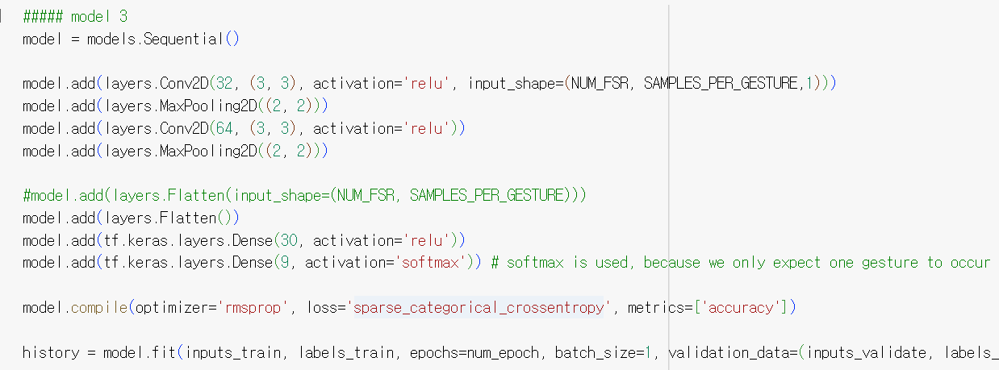 ##### model 3
model = models.Sequential()
model.add(layers.Conv2D(32, (3, 3), activation='relu', input_shape=(NUM_FSR, SAMPLES_PER_GESTURE,1)))
model.add(layers.MaxPooling2D((2, 2)))
model.add(layers.Conv2D(64, (3, 3), activation='relu'))
model.add(layers.MaxPooling2D((2, 2)))
#model.add(layers.Flatten(input_shape=(NUM_FSR, SAMPLES_PER_GESTURE)))
model.add(layers.Flatten())
model.add(tf.keras.layers.Dense(30, activation='relu'))
model.add(tf.keras.layers.Dense(9, activation='softmax')) # softmax is used, because we only expect one gesture to occur
model.compile(optimizer='rmsprop', loss='sparse_categorical_crossentropy', metrics=['accuracy'])
history = model.fit(inputs_train, labels_train, epochs=num_epoch, batch_size=1, validation_data=(inputs_validate, labels_